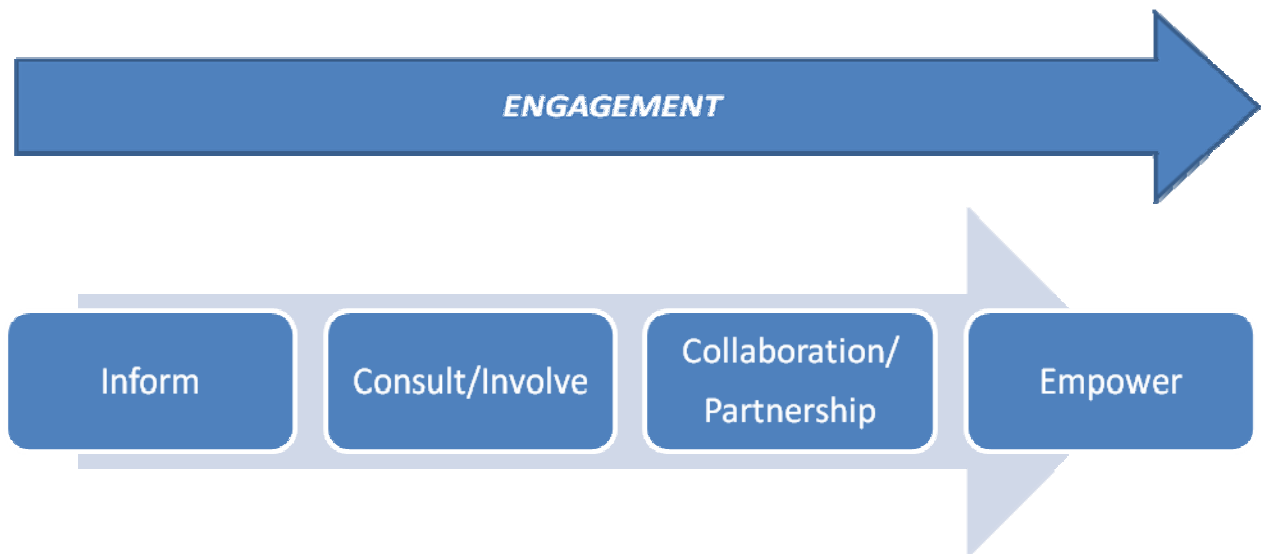 ENGAGEMENT
Inform
Consult/Involve
Collaboration/
Partnership
Empower